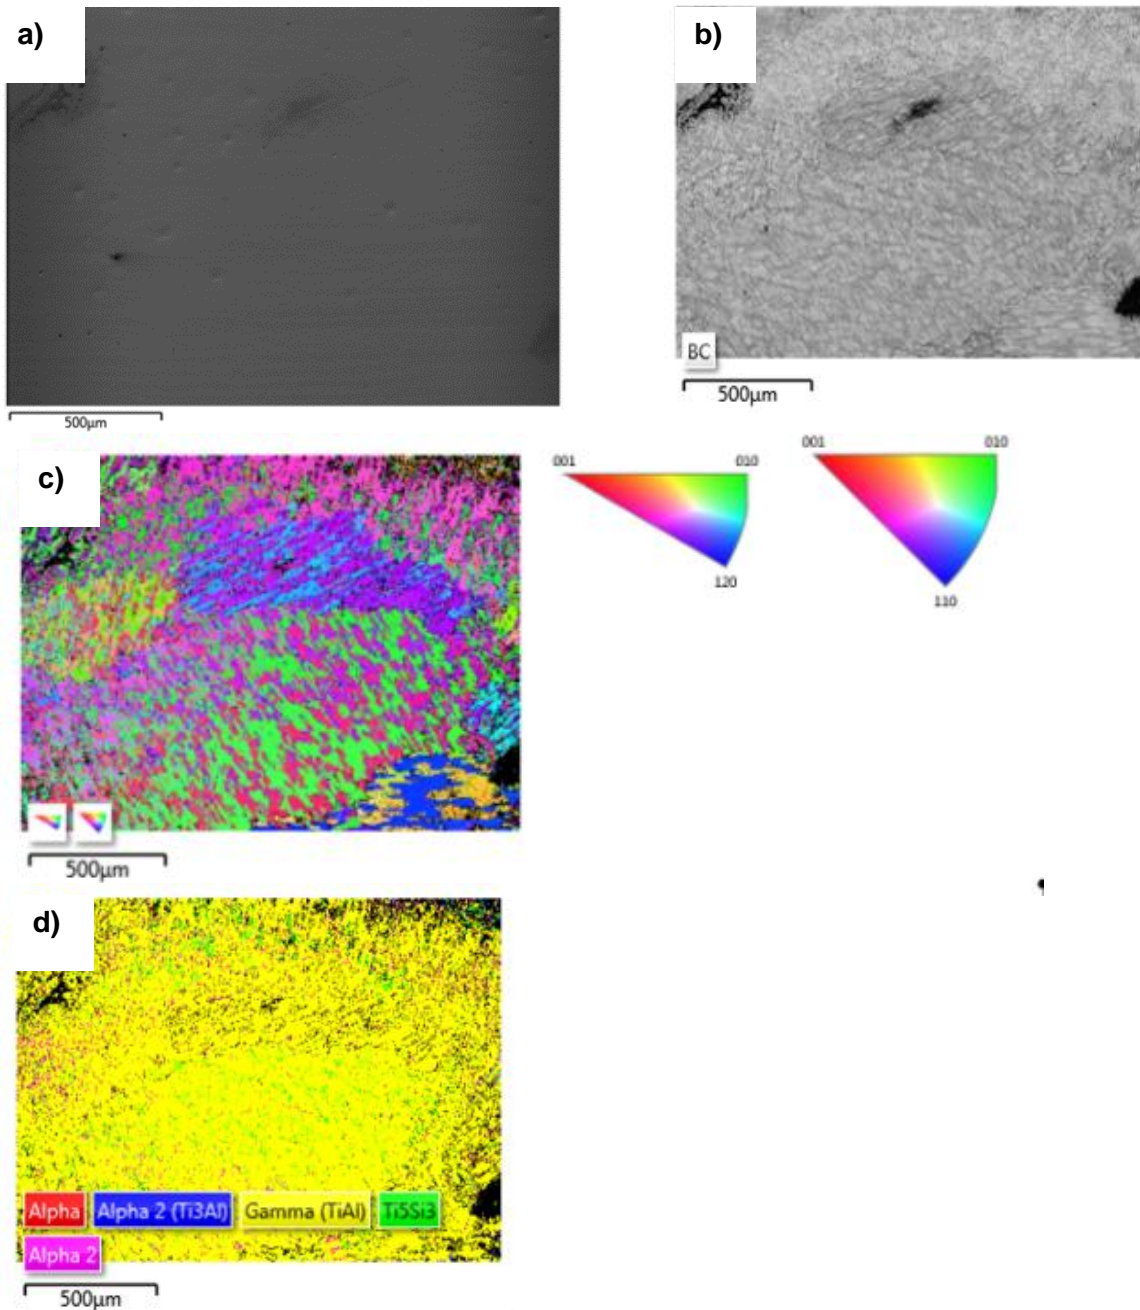 a)
b)
500µm
BC
500µm
c)
001
010
120
001
010
110
500µm
d)
Alpha
Alpha 2 (Ti3Al)
Gamma (TiAl)
Ti5Si3
Alpha 2
500µm